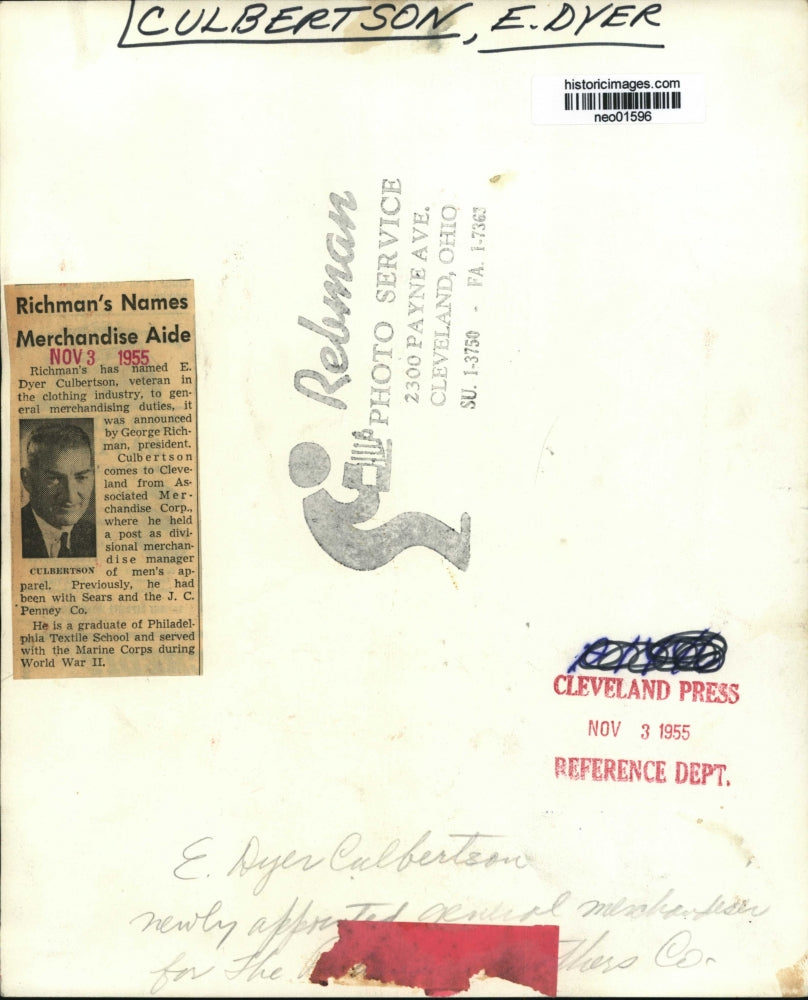 CULBERTSON, E. DYER
historicimages.com
neo01596
Rebman
PHOTO SERVICE
2300 PAYNE AVE.
CLEVELAND, OHIO
SU. 1-3750 - FA. 1-7363
Richman's Names
Merchandise Aide
NOV 3 1955
Richman's has named E.
Dyer Culbertson, veteran in
the clothing industry, to gen-
eral merchandising duties, it
was announced
by George Rich-
man, president.
Culbertson
comes to Cleve-
land from As-
sociated Mer-
chandise Corp.,
where he held
a post as divi-
sional merchan-
dise manager
CULBERTSON of men's ap-
parel. Previously, he had
been with Sears and the J. C.
Penney Co.
He is a graduate of Philadel-
phia Textile School and served
with the Marine Corps during
World War II.
CLEVELAND PRESS
NOV 3 1955
REFERENCE DEPT.
E. Dyer Culbertson
newly appointed general merchandiser
for The thers Co.